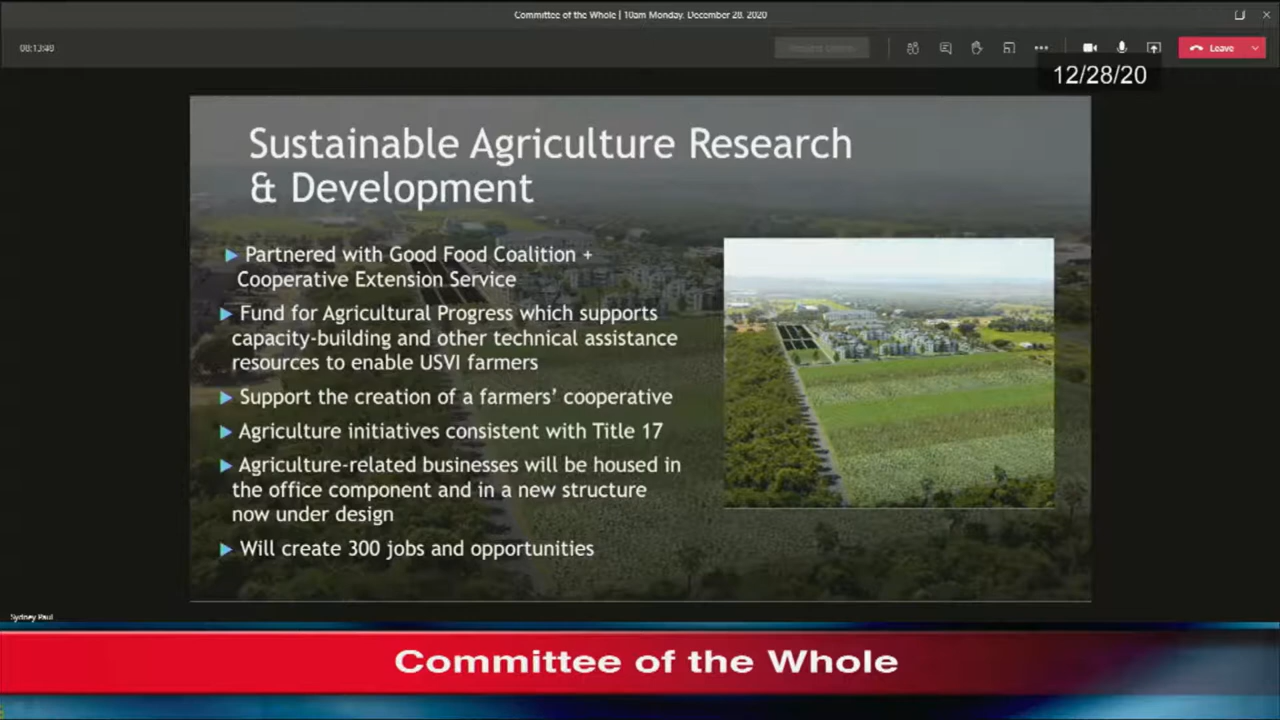 Committee of the Whole | 10am Monday, December 28, 2020
08:13:48
Leave
12/28/20
Sustainable Agriculture Research
& Development
Partnered with Good Food Coalition +
Cooperative Extension Service
Fund for Agricultural Progress which supports
capacity-building and other technical assistance
resources to enable USVI farmers
Support the creation of a farmers’ cooperative
Agriculture initiatives consistent with Title 17
Agriculture-related businesses will be housed in
the office component and in a new structure
now under design
Will create 300 jobs and opportunities
Sydney Paul
Committee of the Whole